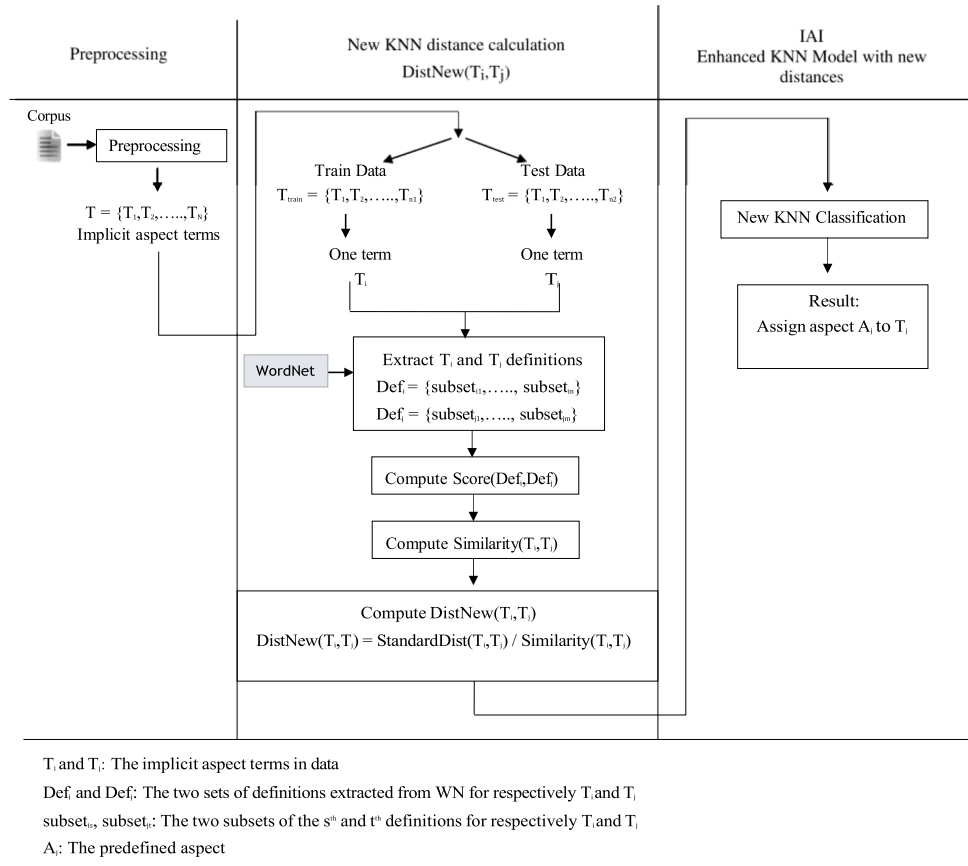 Preprocessing
New KNN distance calculation
DistNew(Ti,Tj)
IAI
Enhanced KNN Model with new
distances
Corpus
Preprocessing
T = {T1,T2,…..,TN}
Implicit aspect terms
Train Data
Ttrain = {T1,T2,…..,Tn1}
One term
Ti
Test Data
Ttest = {T1,T2,…..,Tn2}
One term
Tj
WordNet
Extract Ti and Tj definitions
Defi = {subseti1,….., subsetin}
Defj = {subsetj1,….., subsetjm}
Compute Score(Defi,Defj)
Compute Similarity(Ti,Tj)
Compute DistNew(Ti,Tj)
DistNew(Ti,Tj) = StandardDist(Ti,Tj) / Similarity(Ti,Tj)
New KNN Classification
Result:
Assign aspect Ai to Tj
Ti and Tj: The implicit aspect terms in data
Defi and Defj: The two sets of definitions extracted from WN for respectively Ti and Tj
subsetis, subsetjt: The two subsets of the sth and tth definitions for respectively Ti and Tj
Ai: The predefined aspect